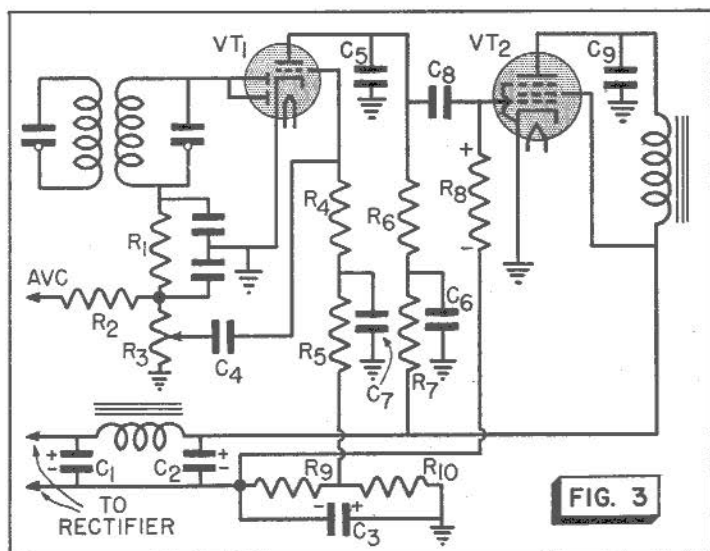 VT1
C5
C8
VT2
C9
R4
R6
R8
+
-
R1
AVC
R2
R3
C4
R5
C7
C6
R7
+
-
C1
C2
+
-
R9
R10
- +
C3
TO
RECTIFIER
FIG. 3